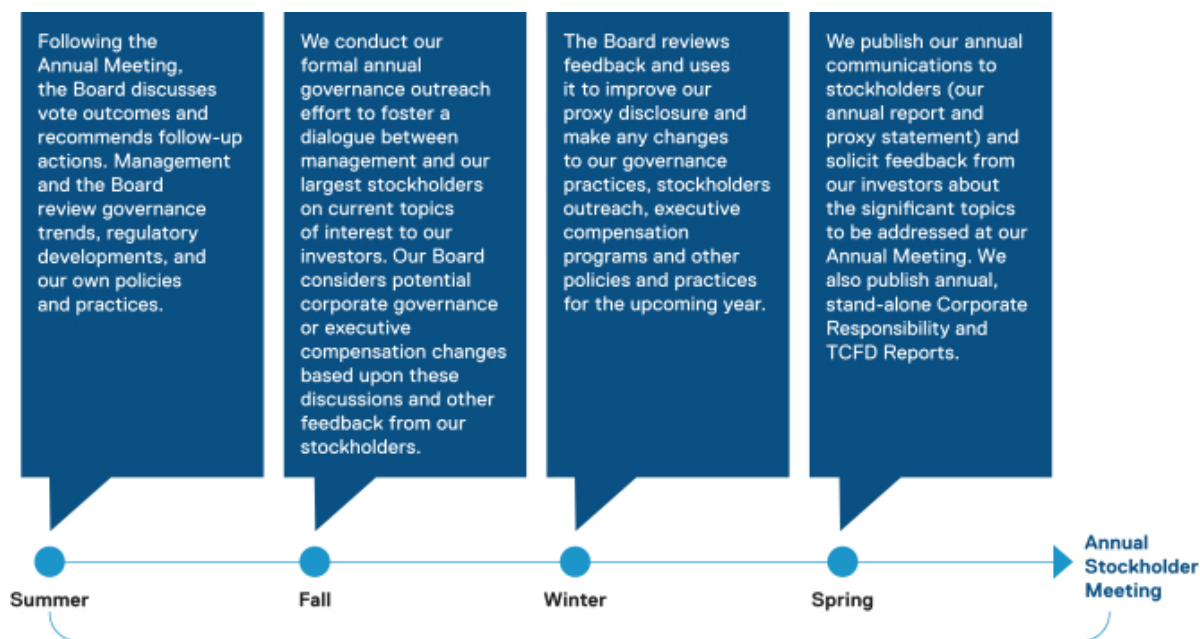 Following the
Annual Meeting,
the Board discusses
vote outcomes and
recommends follow-up
actions. Management
and the Board
review governance
trends, regulatory
developments, and
our own policies
and practices.
We conduct our
formal annual
governance outreach
effort to foster a
dialogue between
management and our
largest stockholders
on current topics
of interest to our
investors. Our Board
considers potential
corporate governance
or executive
compensation changes
based upon these
discussions and other
feedback from our
stockholders.
The Board reviews
feedback and uses
it to improve our
proxy disclosure and
make any changes
to our governance
practices, stockholders
outreach, executive
compensation
programs and other
policies and practices
for the upcoming year.
We publish our annual
communications to
stockholders (our
annual report and
proxy statement) and
solicit feedback from
our investors about
the significant topics
to be addressed at our
Annual Meeting. We
also publish annual,
stand-alone Corporate
Responsibility and
TCFD Reports.
Summer
Fall
Winter
Spring
Annual
Stockholder
Meeting